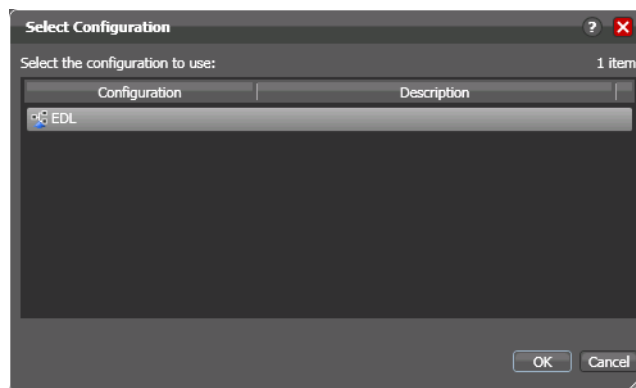 Select Configuration ?
Select the configuration to use: 1 item
Configuration Description
EDL
OK Cancel